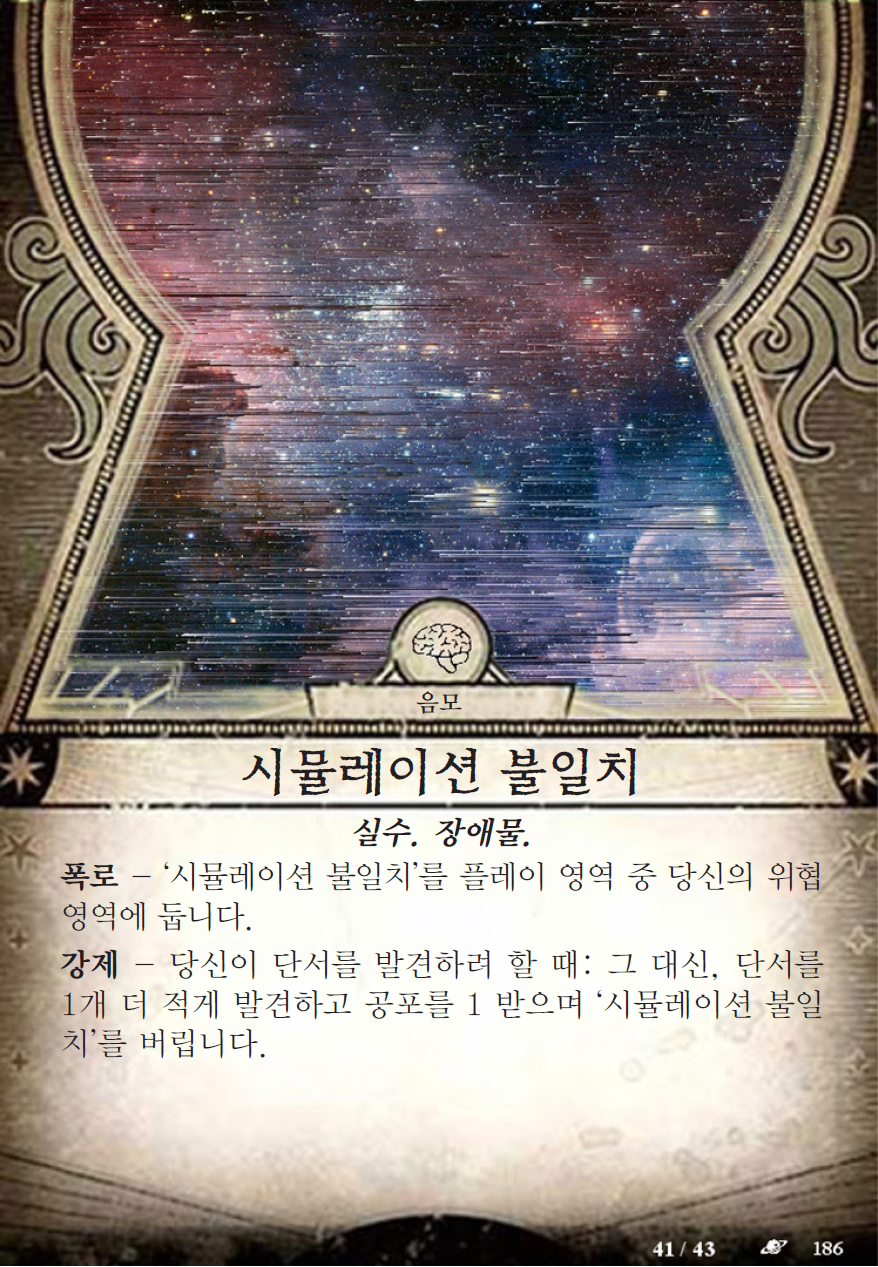 음모
시뮬레이션 불일치
실수. 장애물.
폭로 – ‘시뮬레이션 불일치’를 플레이 영역 중 당신의 위협
영역에 둡니다.
강제 – 당신이 단서를 발견하려 할 때: 그 대신, 단서를
1개 더 적게 발견하고 공포를 1 받으며 ‘시뮬레이션 불일
치’를 버립니다.
41 / 43 186